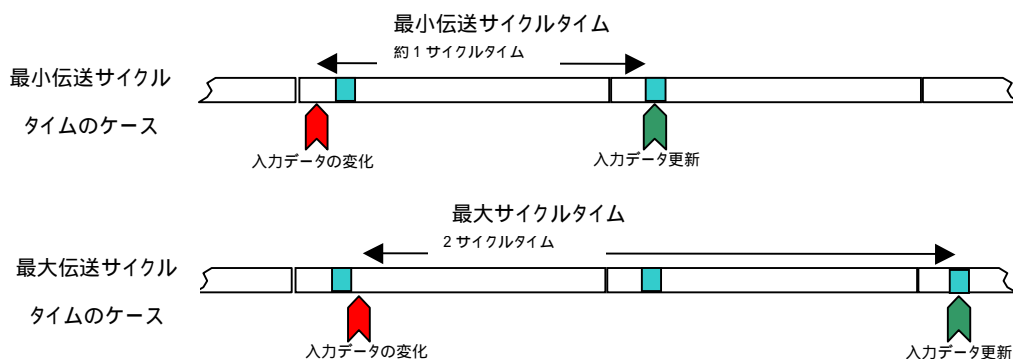 最小伝送サイクルタイム
約1サイクルタイム
最小伝送サイクル
タイムのケース
入力データの変化
入力データ更新
最大サイクルタイム
2サイクルタイム
最大伝送サイクル
タイムのケース
入力データの変化
入力データ更新